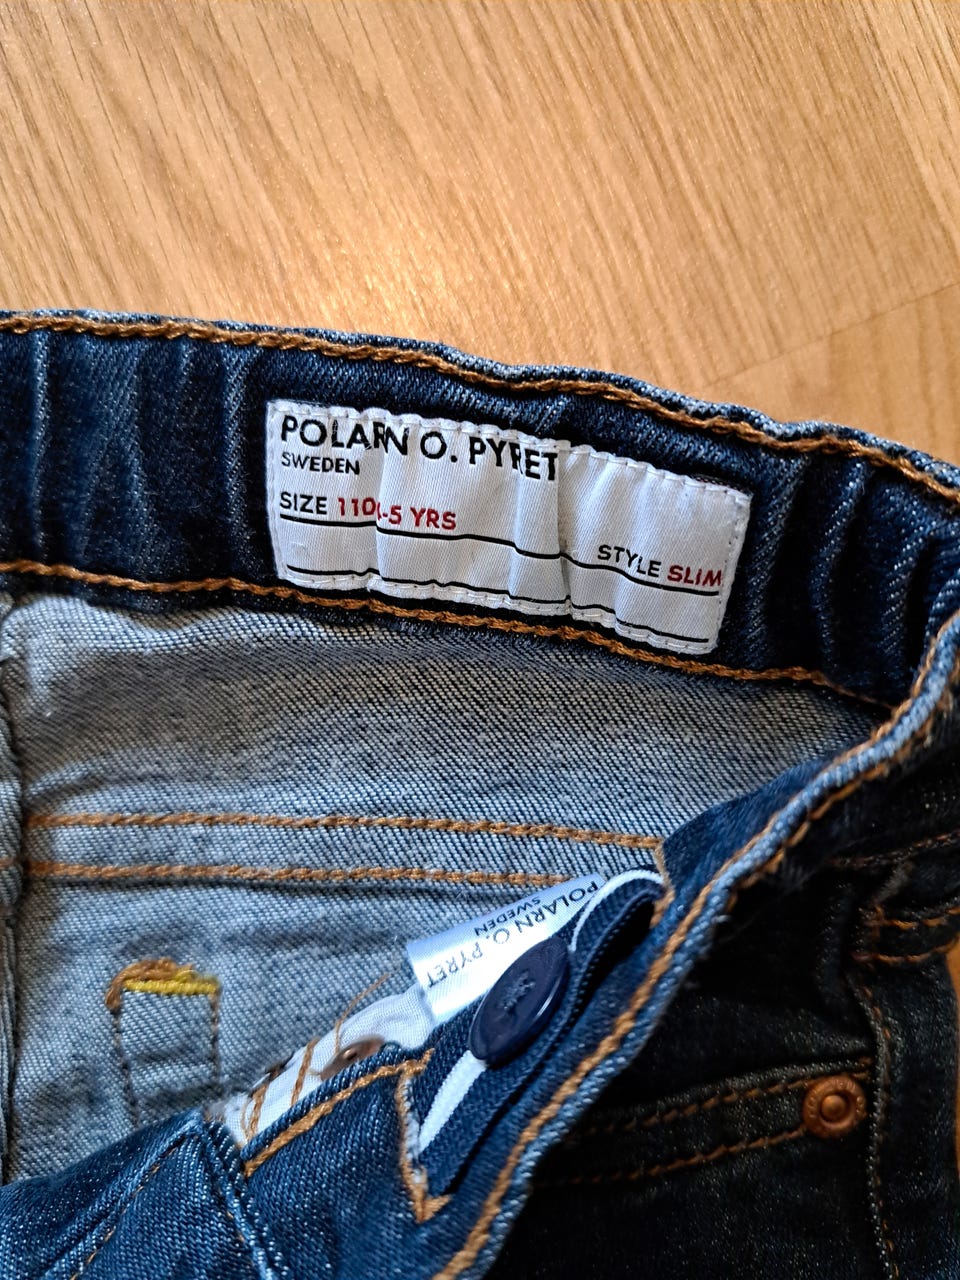 POLARN O. PYRET
SWEDEN
SIZE 110 -5 YRS
STYLE SLIM
POLARN O. PYRET
SWEDEN